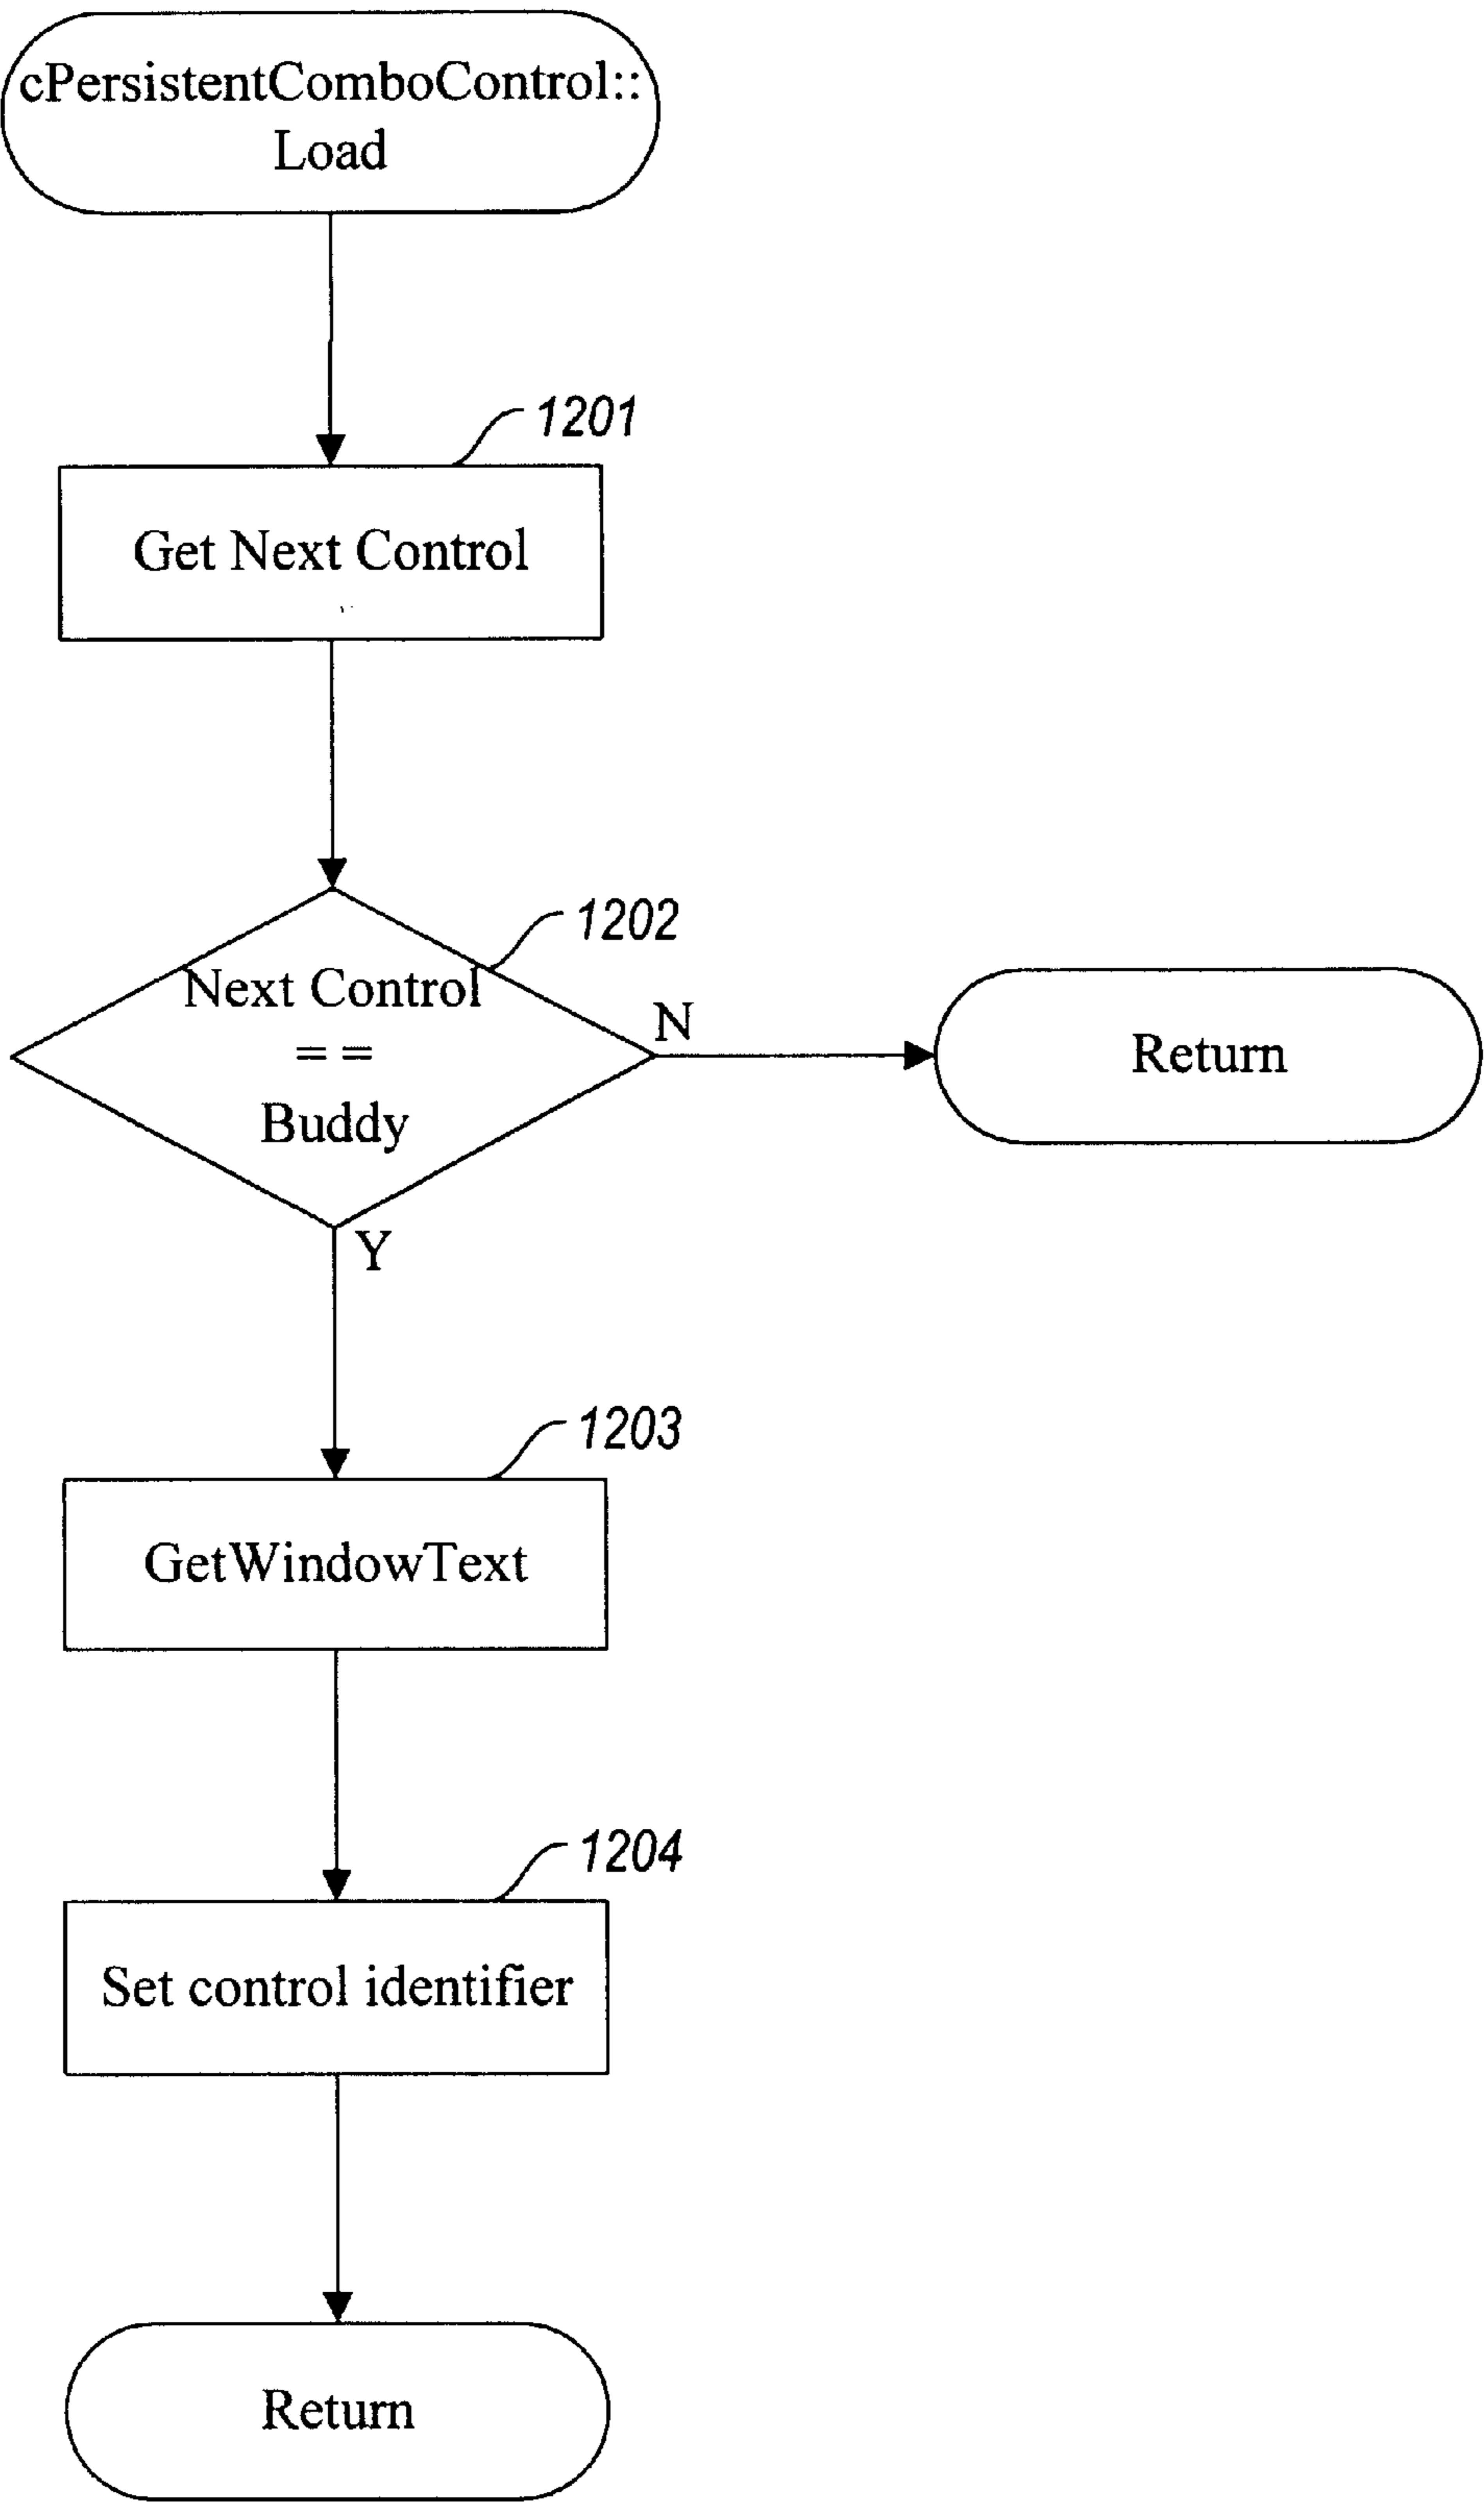 cPersistentComboControl::
Load
1201
Get Next Control
1202
Next Control
==
Buddy
N
Return
Y
1203
GetWindowText
1204
Set control identifier
Return